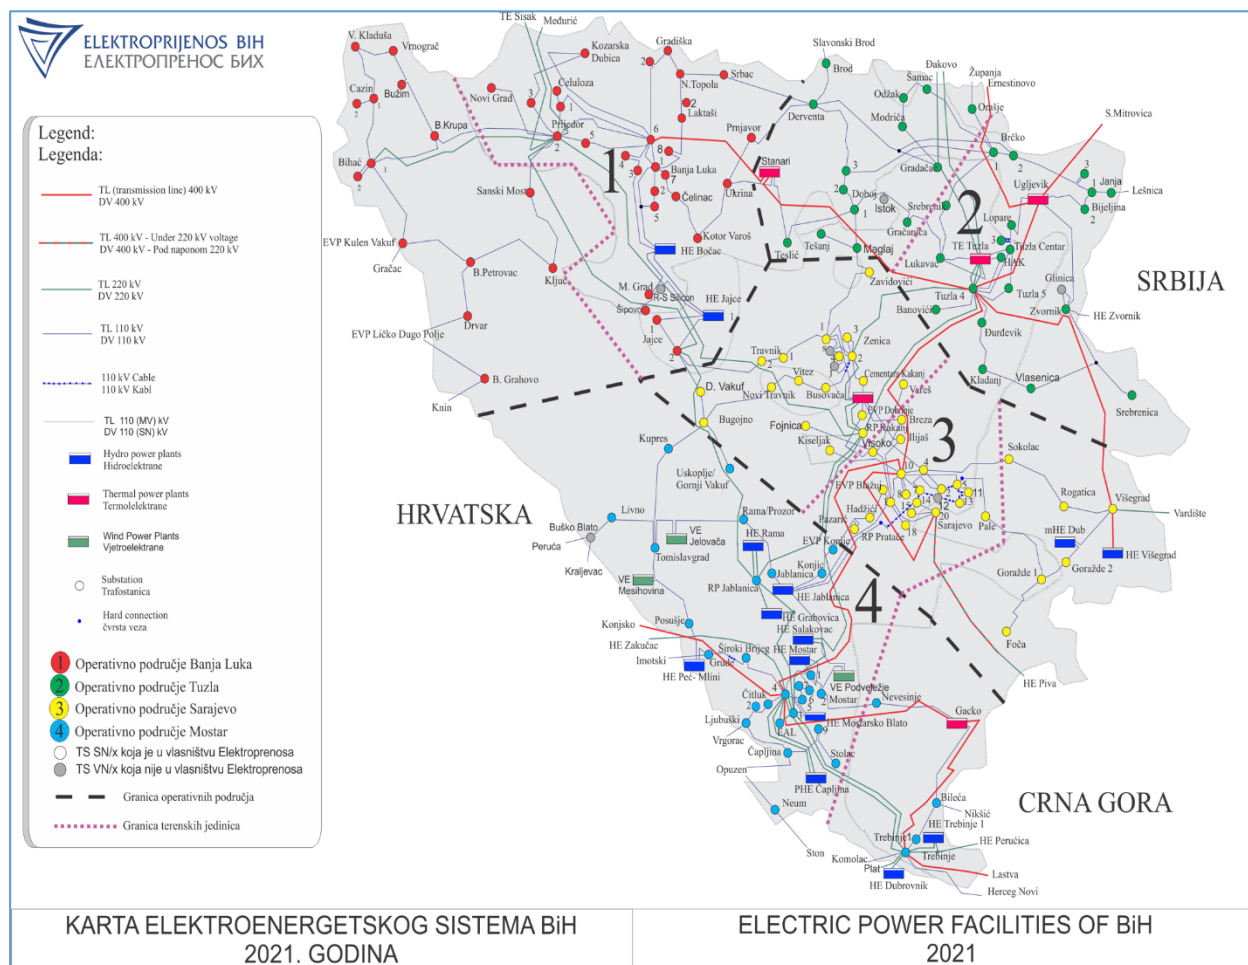 ELEKTROPRIJENOS BIH
ЕЛЕКТРОПРЕНОС БИХ
Legend:
Legenda:
TL (transmission line) 400 kV
DV 400 kV
TL 400 kV - Under 220 kV voltage
DV 400 kV - Pod naponom 220 kV
TL 220 kV
DV 220 kV
TL 110 kV
DV 110 kV
110 kV Cable
110 kV Kabl
TL 110 (MV) kV
DV 110 (SN) kV
Hydro power plants
Hidroelektrane
Thermal power plants
Termolelektrane
Wind Power Plants
Vjetroelektrane
Substation
Trafostanica
Hard connection
čvrsta veza
1 Operativno područje Banja Luka
2 Operativno područje Tuzla
3 Operativno područje Sarajevo
4 Operativno područje Mostar
TS SN/x koja je u vlasništvu Elektroprenosa
TS VN/x koja nije u vlasništvu Elektroprenosa
Granica operativnih područja
Granica terenskih jedinica
TE Sisak
Međurić
V. Kladuša
Vrnograč
Kozarska
Dubica
Gradiška
Slavonski Brod
Brod
Đakovo
Šamac
Županja
Ernestinovo
Cazin
Bužim
Novi Grad
Celuloza
N.Topola
Srbac
Odžak
Orašje
S.Mitrovica
Laktaši
Derventa
Modriča
B.Krupa
Prijedor
Prnjavor
Brčko
Bihać
Stanari
Gradačac
Ugljevik
Janja
Lešnica
Bijeljina
Banja Luka
Sanski Most
Čelinac
Ukrina
Doboj
Istok
Srebrenik
Lopare
Gračanica
TE Tuzla
Tuzla Centar
EVP Kulen Vakuf
Kotor Varoš
Tešanj
Maglaj
Lukavac
HAK
Gračac
HE Bočac
Teslić
B.Petrovac
Ključ
Zavidovići
Glinica
SRBIJA
M. Grad
R-S Silicon
HE Jajce
Tuzla 4
Tuzla 5
Šipovo
Banovići
Zvornik
HE Zvornik
Drvar
EVP Ličko Dugo Polje
Jajce
Đurđevik
Zenica
Travnik
Vitez
Kladanj
B. Grahovo
Cementara Kakanj
Vlasenica
D. Vakuf
Novi Travnik
Busovača
Vareš
Knin
Srebrenica
Bugojno
EVP Dobrinje
Fojnica
RP Kakanj
Breza
Kiseljak
Visoko
Ilijaš
Kupres
Sokolac
Uskoplje/
Gornji Vakuf
EVP Blažuj
Rogatica
Višegrad
Vardište
HRVATSKA
Livno
Rama/Prozor
Hadžići
Pazarić
Sarajevo
Pale
Buško Blato
Peruća
VE
Jelovača
HE Rama
EVP Konjic
RP Pratače
mHE Dub
HE Višegrad
Tomislavgrad
Kraljevac
Konjic
Jablanica
Goražde 1
Goražde 2
VE
Mesihovina
RP Jablanica
HE Jablanica
HE Grabovica
Posušje
Konjsko
HE Salakovac
Foča
HE Zakučac
Široki Brijeg
HE Mostar
Imotski
Grude
HE Peć- Mlini
VE Podveležje
HE Piva
Čitluk
Mostar
Nevesinje
Gacko
Ljubuški
HE Mostarsko Blato
Vrgorac
EAL
Čapljina
Stolac
Opuzen
PHE Čapljina
CRNA GORA
Bileća
Nikšić
Neum
HE Trebinje 1
Trebinje1
HE Perućica
Ston
Komolac
Trebinje
Plat
HE Dubrovnik
Lastva
Herceg Novi
1
2
3
4
KARTA ELEKTROENERGETSKOG SISTEMA BiH
2021. GODINA
ELECTRIC POWER FACILITIES OF BiH
2021